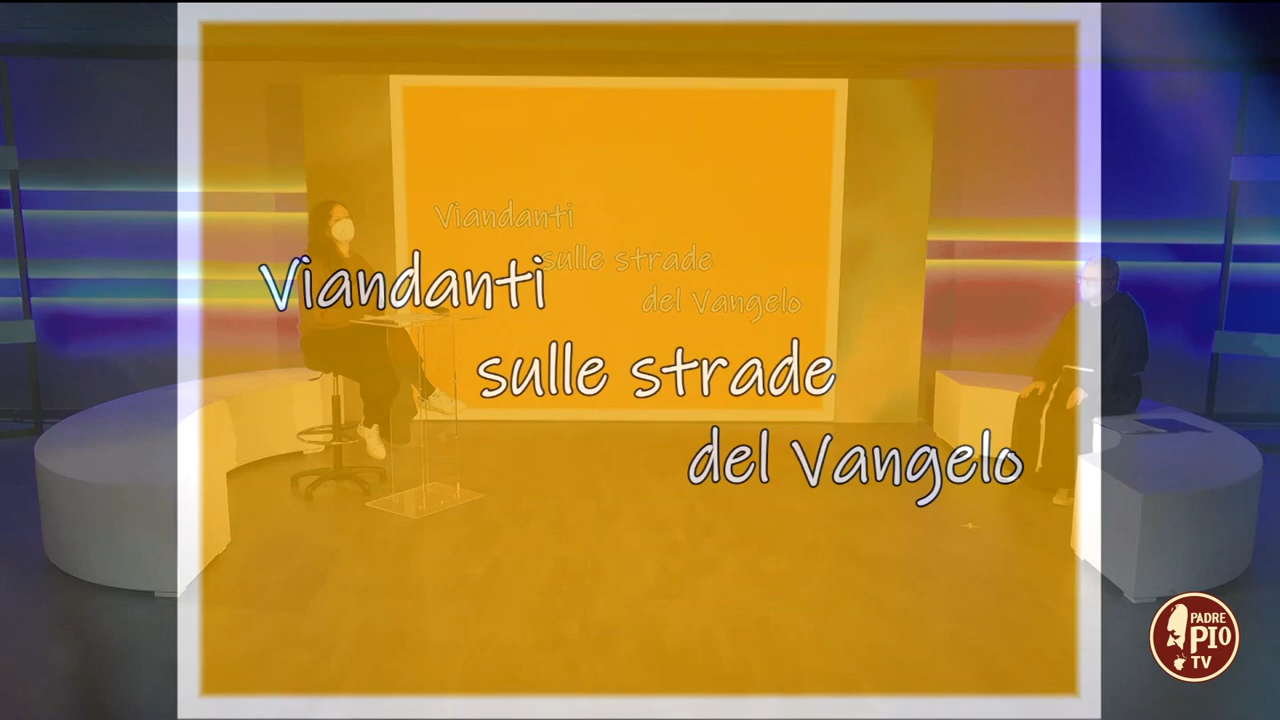 Viandanti
sulle strade
del Vangelo
Viandanti
sulle strade
del Vangelo
PADRE
PIO
TV